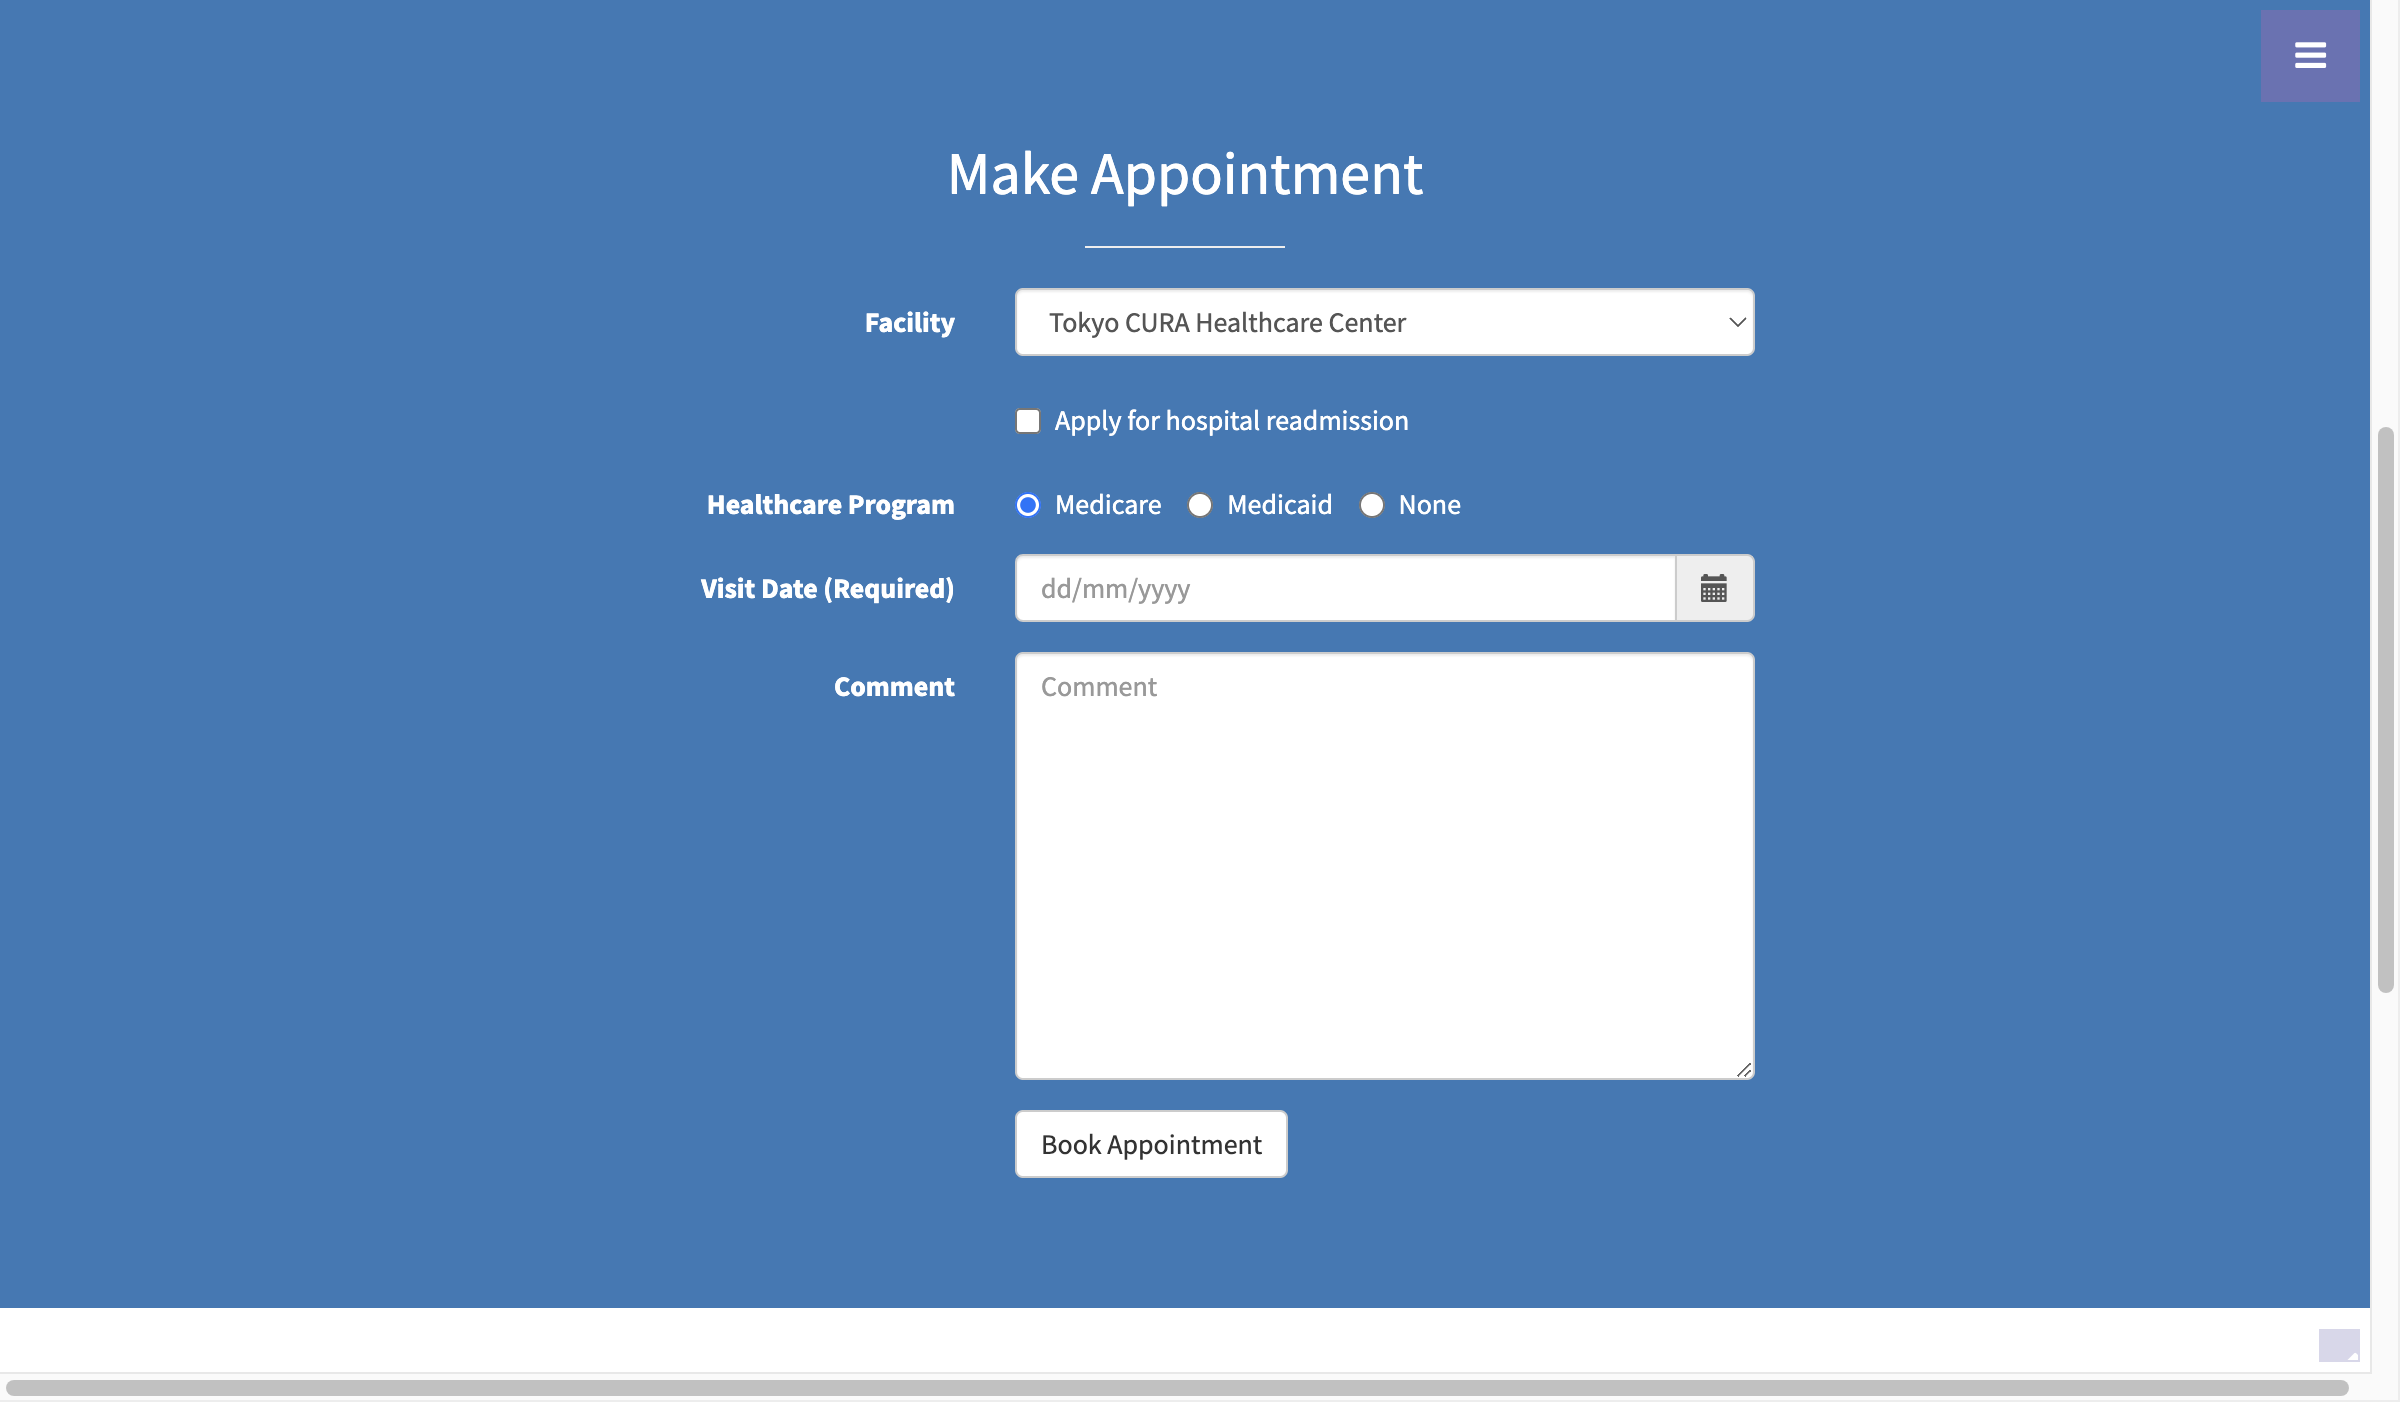 Make Appointment
Facility
Tokyo CURA Healthcare Center
Apply for hospital readmission
Healthcare Program
Medicare Medicaid None
Visit Date (Required)
dd/mm/yyyy
Comment
Comment
Book Appointment